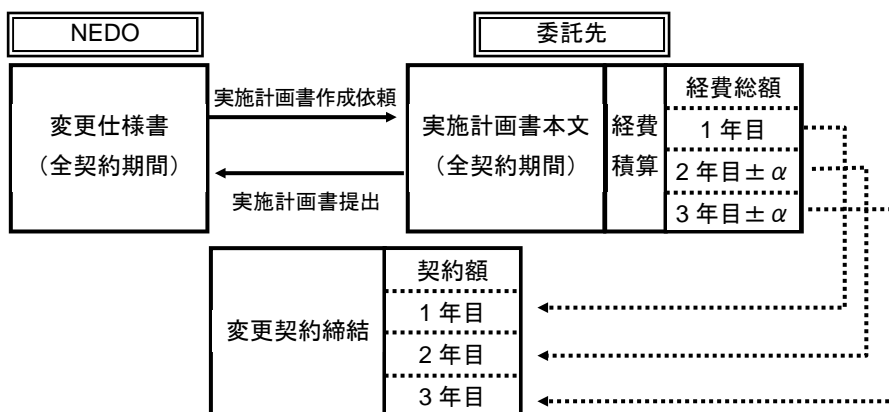 NEDO
委託先
変更仕様書
（全契約期間）
実施計画書作成依頼
実施計画書提出
実施計画書本文
（全契約期間）
経費
積算
経費総額
1 年目
2 年目± α
3 年目± α
変更契約締結
契約額
1 年目
2 年目
3 年目